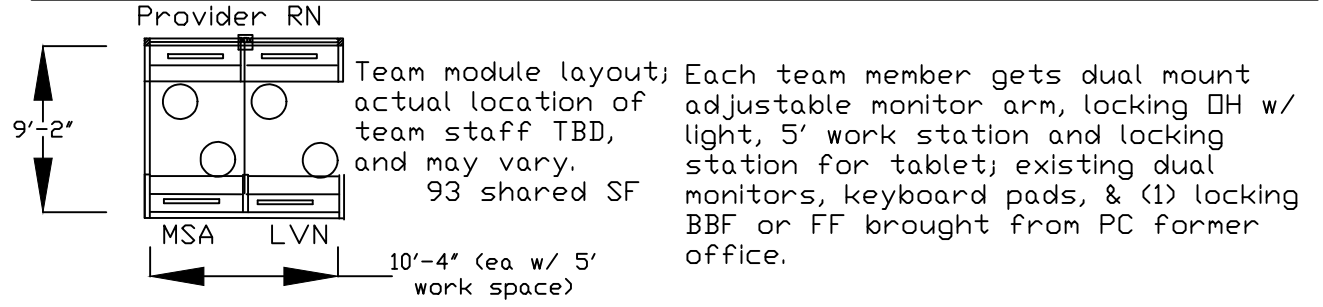 Provider RN
9'-2"
Team module layout;
actual location of
team staff TBD,
and may vary.
93 shared SF
MSA LVN
10'-4" (ea w/ 5'
work space)
Each team member gets dual mount
adjustable monitor arm, locking OH w/
light, 5' work station and locking
station for tablet; existing dual
monitors, keyboard pads, & (1) locking
BBF or FF brought from PC former
office.